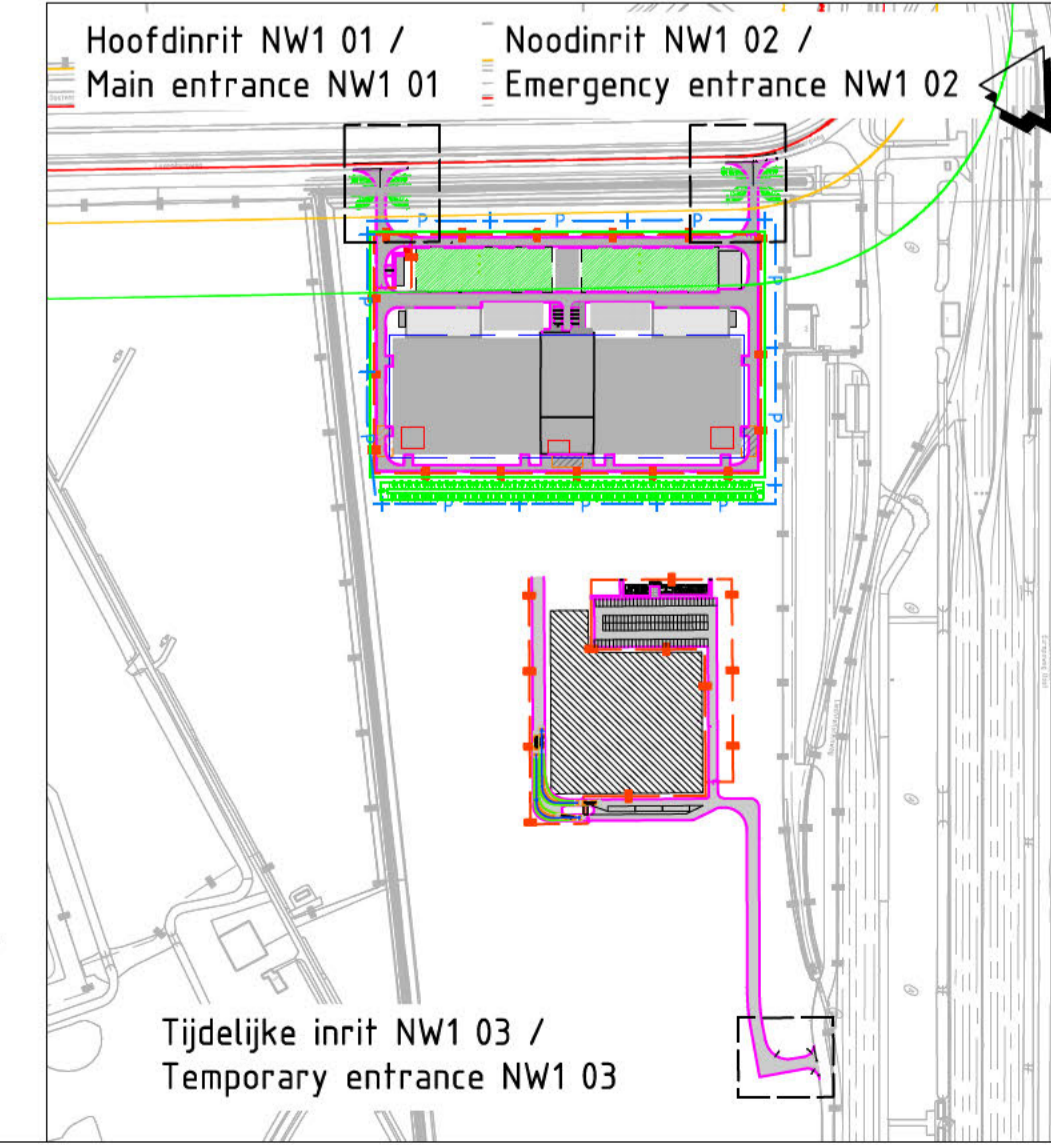 Hoofdinrit NW1 01 /
Main entrance NW1 01
Noodinrit NW1 02 /
Emergency entrance NW1 02
P
P
P
P
P
P
P
P
P
P
P
Tijdelijke inrit NW1 03 /
Temporary entrance NW1 03